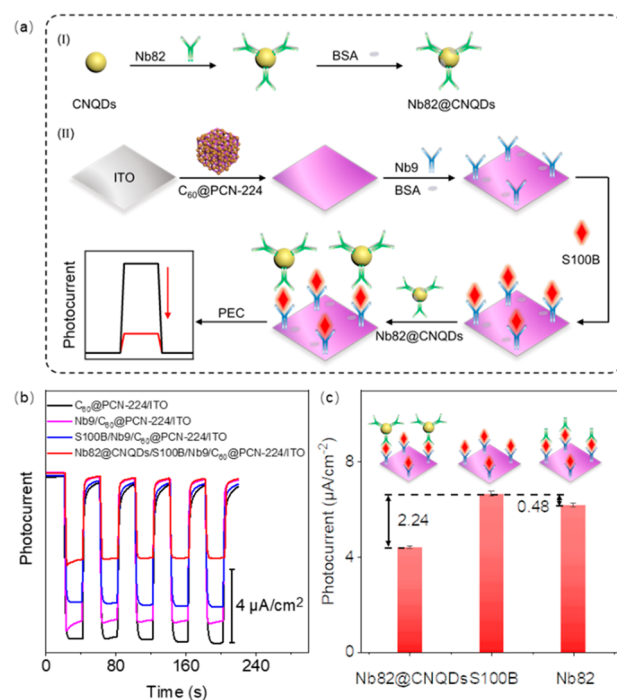 (a)
(I)
Nb82
BSA
CNQDs
Nb82@CNQDs
(II)
ITO
C₆₀@PCN-224
Nb9
BSA
S100B
Photocurrent
PEC
Nb82@CNQDs
(b)
C₆₀@PCN-224/ITO
Nb9/C₆₀@PCN-224/ITO
S100B/Nb9/C₆₀@PCN-224/ITO
Nb82@CNQDs/S100B/Nb9/C₆₀@PCN-224/ITO
Photocurrent
4 μA/cm²
0 80 160 240
Time (s)
(c)
Photocurrent (μA/cm⁻²)
8
4
0
2.24
0.48
Nb82@CNQDs S100B Nb82